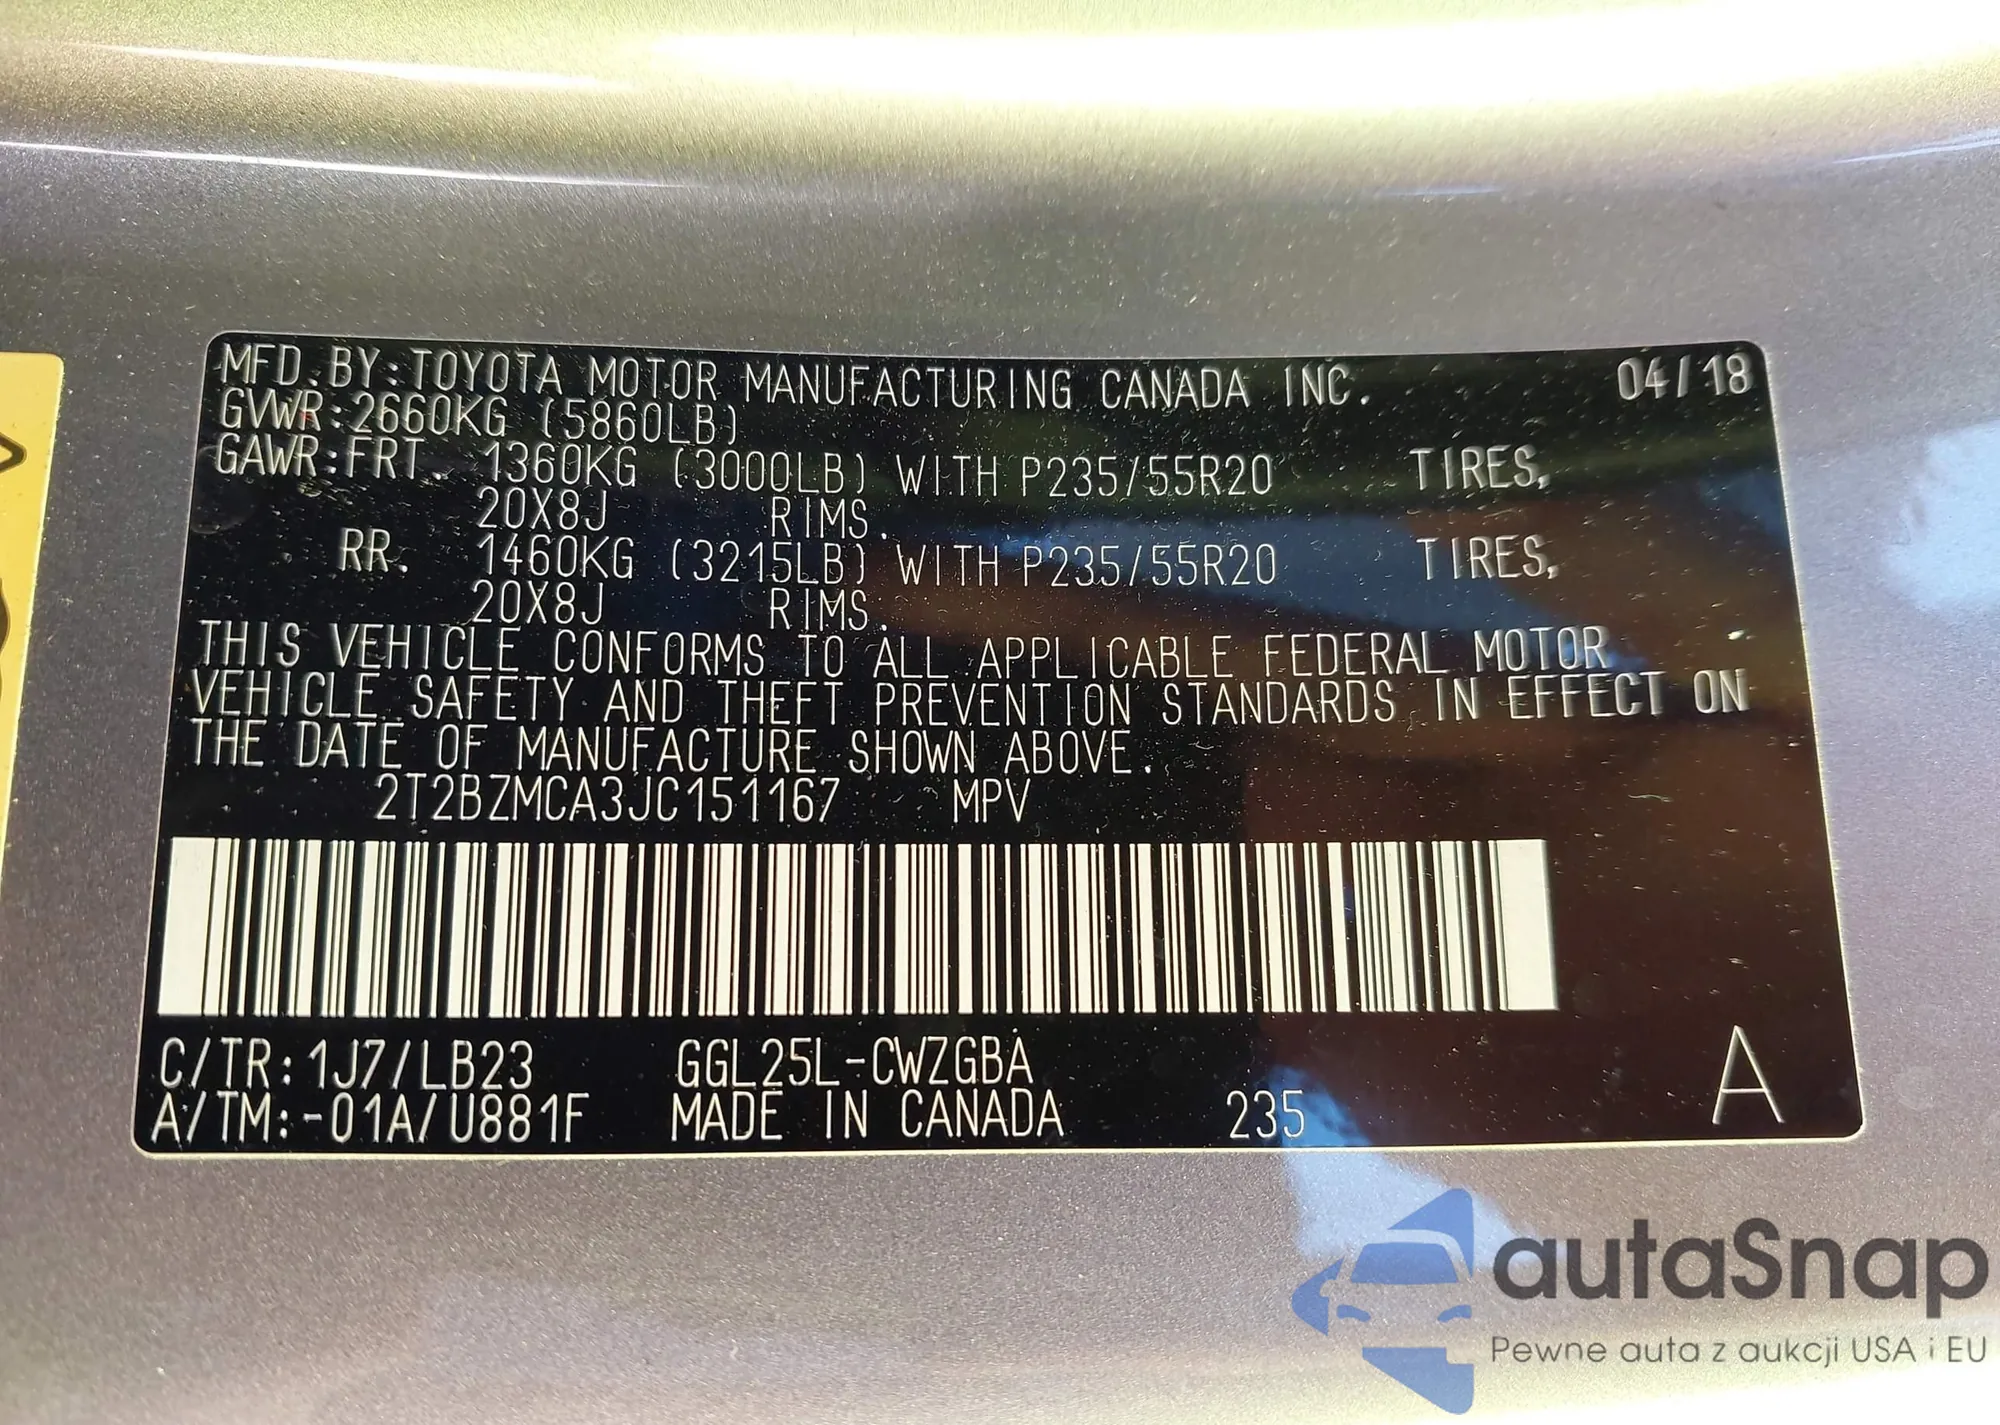 MFD.BY:TOYOTA MOTOR MANUFACTURING CANADA INC. 04/18
GVWR:2660KG (5860LB)
GAWR:FRT. 1360KG (3000LB) WITH P235/55R20 TIRES,
20X8J RIMS.
RR. 1460KG (3215LB) WITH P235/55R20 TIRES,
20X8J RIMS.
THIS VEHICLE CONFORMS TO ALL APPLICABLE FEDERAL MOTOR
VEHICLE SAFETY AND THEFT PREVENTION STANDARDS IN EFFECT ON
THE DATE OF MANUFACTURE SHOWN ABOVE.
2T2BZMCA3JC151167 MPV
C/TR:1J7/LB23 GGL25L-CWZGBA A
A/TM:-01A/U881F MADE IN CANADA 235
autaSnap
Pewne auta z aukcji USA i EU